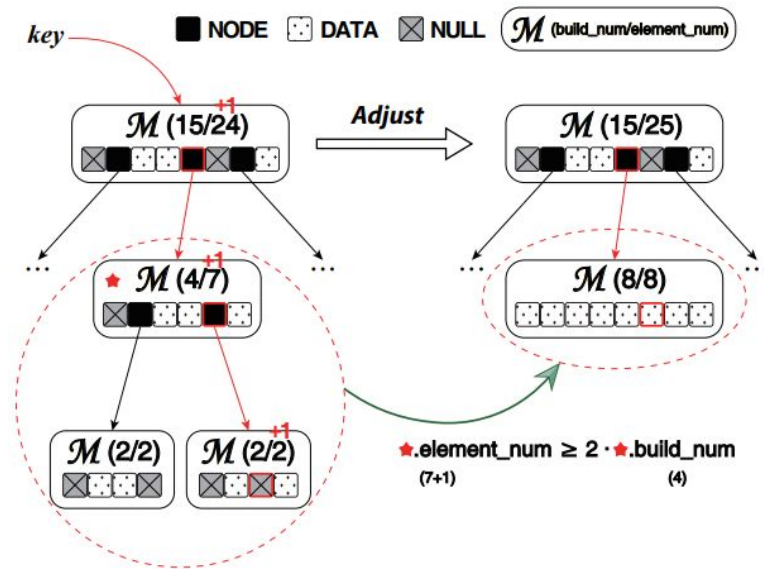 key
NODE DATA NULL M (build_num/element_num)
+1
M (15/24)
Adjust
M (15/25)
... ... ... ..
+1
M (4/7)
M (8/8)
+1
M (2/2)
M (2/2)
.element_num ≥ 2 · .build_num
(7+1) (4)